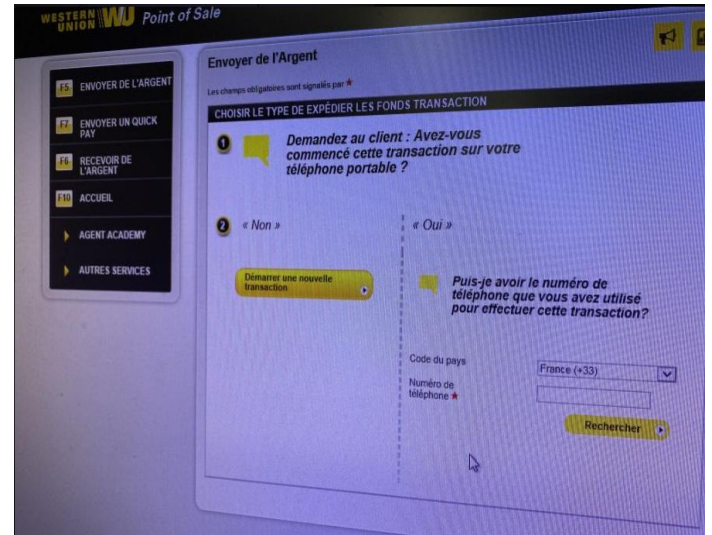 WESTERN UNION WU Point of Sale
F5 ENVOYER DE L'ARGENT
F7 ENVOYER UN QUICK
PAY
F6 RECEVOIR DE
L'ARGENT
F10 ACCUEIL
AGENT ACADEMY
AUTRES SERVICES
Envoyer de l'Argent
Les champs obligatoires sont signalés par *
CHOISIR LE TYPE DE EXPÉDIER LES FONDS TRANSACTION
1 Demandez au client : Avez-vous
commencé cette transaction sur votre
téléphone portable ?
2 « Non »
Démarrer une nouvelle
transaction
« Oui »
Puis-je avoir le numéro de
téléphone que vous avez utilisé
pour effectuer cette transaction?
Code du pays
France (+33)
Numéro de
téléphone *
Rechercher